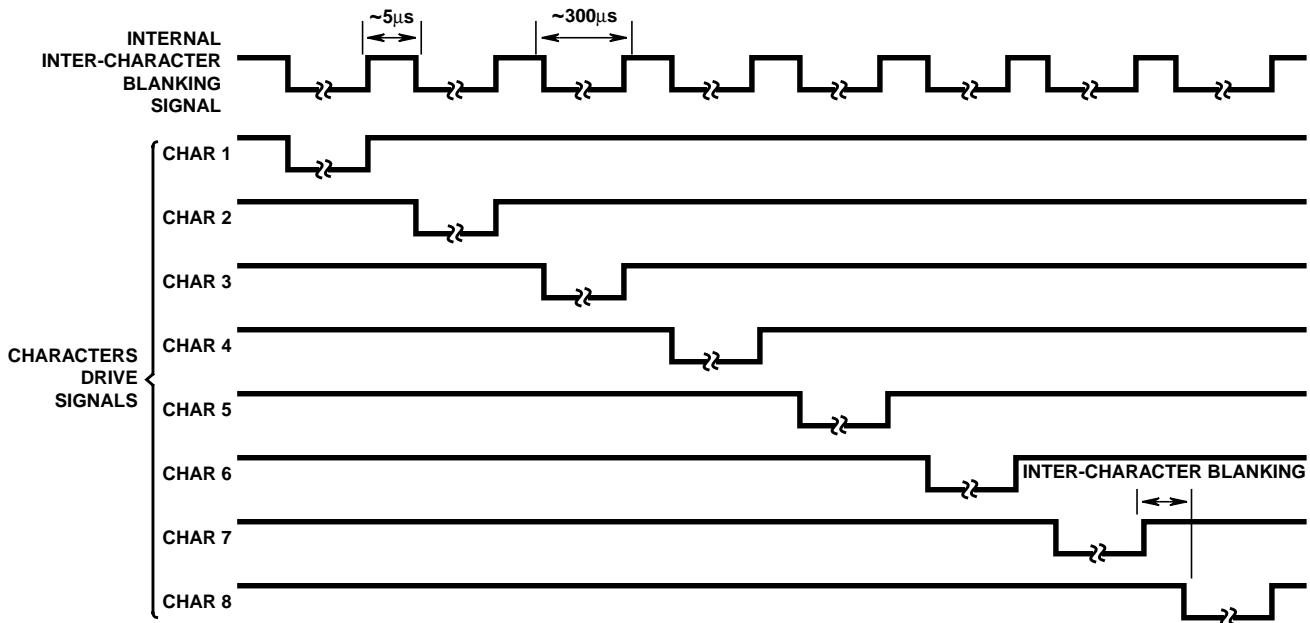 ~5μs
~300μs
INTERNAL
INTER-CHARACTER
BLANKING
SIGNAL
CHAR 1
CHAR 2
CHAR 3
CHAR 4
CHARACTERS
DRIVE
SIGNALS
CHAR 5
CHAR 6
INTER-CHARACTER BLANKING
CHAR 7
CHAR 8